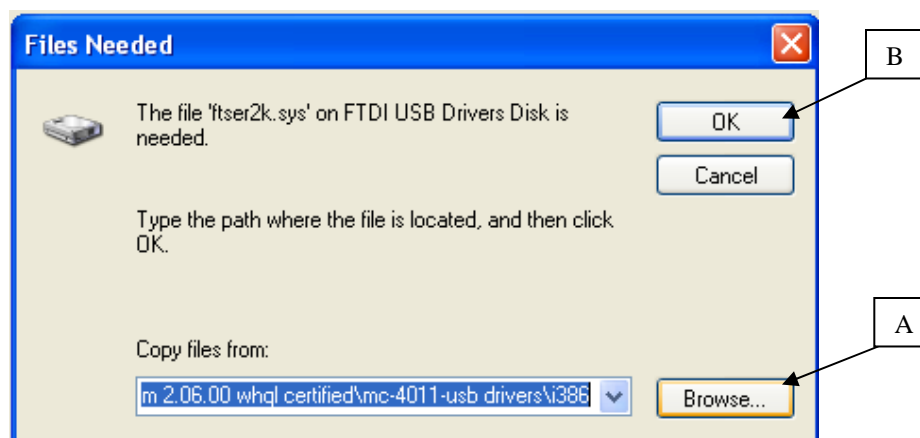 Files Needed
B
The file 'ftser2k.sys' on FTDI USB Drivers Disk is
needed.
OK
Cancel
Type the path where the file is located, and then click
OK.
A
Copy files from:
m 2.06.00 whql certified\mc-4011-usb drivers\i386
Browse...